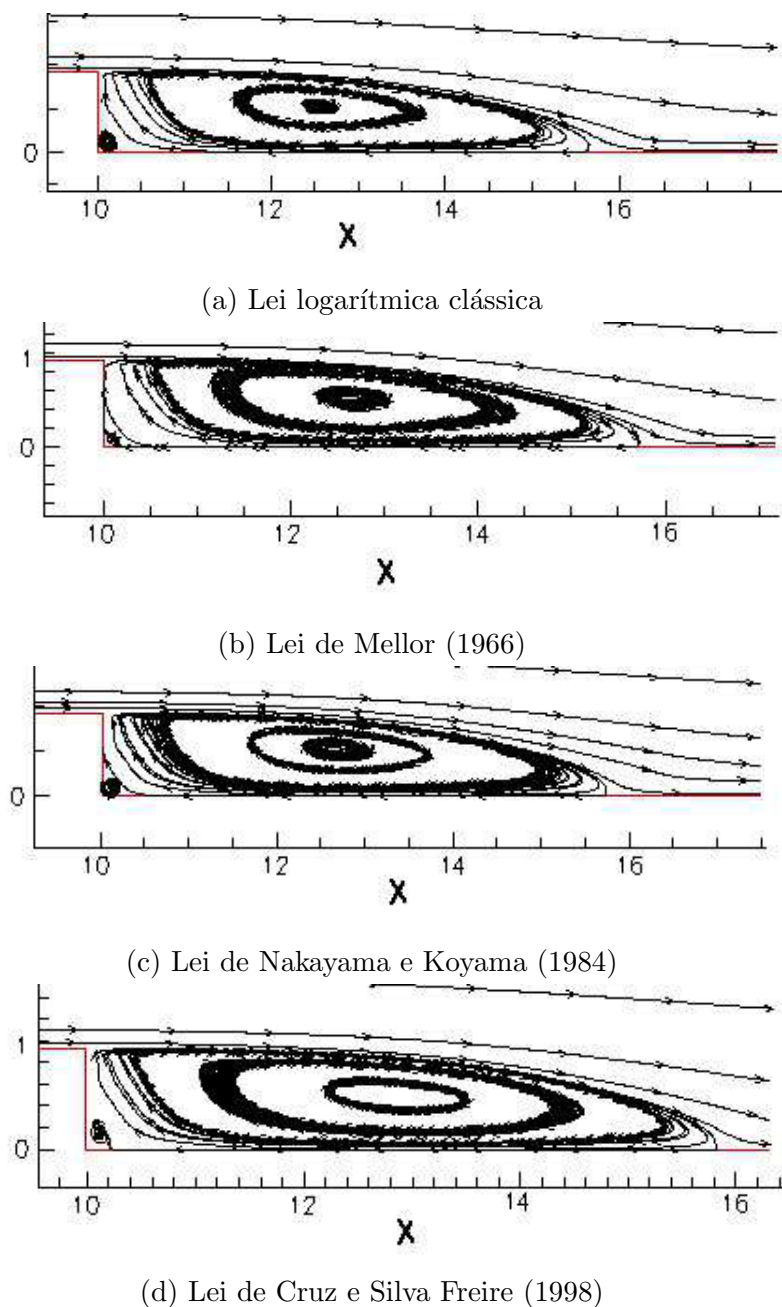 0
10 12 14 16
X
(a) Lei logarítmica clássica
1
0
10 12 14 16
X
(b) Lei de Mellor (1966)
0
10 12 14 16
X
(c) Lei de Nakayama e Koyama (1984)
1
0
10 12 14 16
X
(d) Lei de Cruz e Silva Freire (1998)